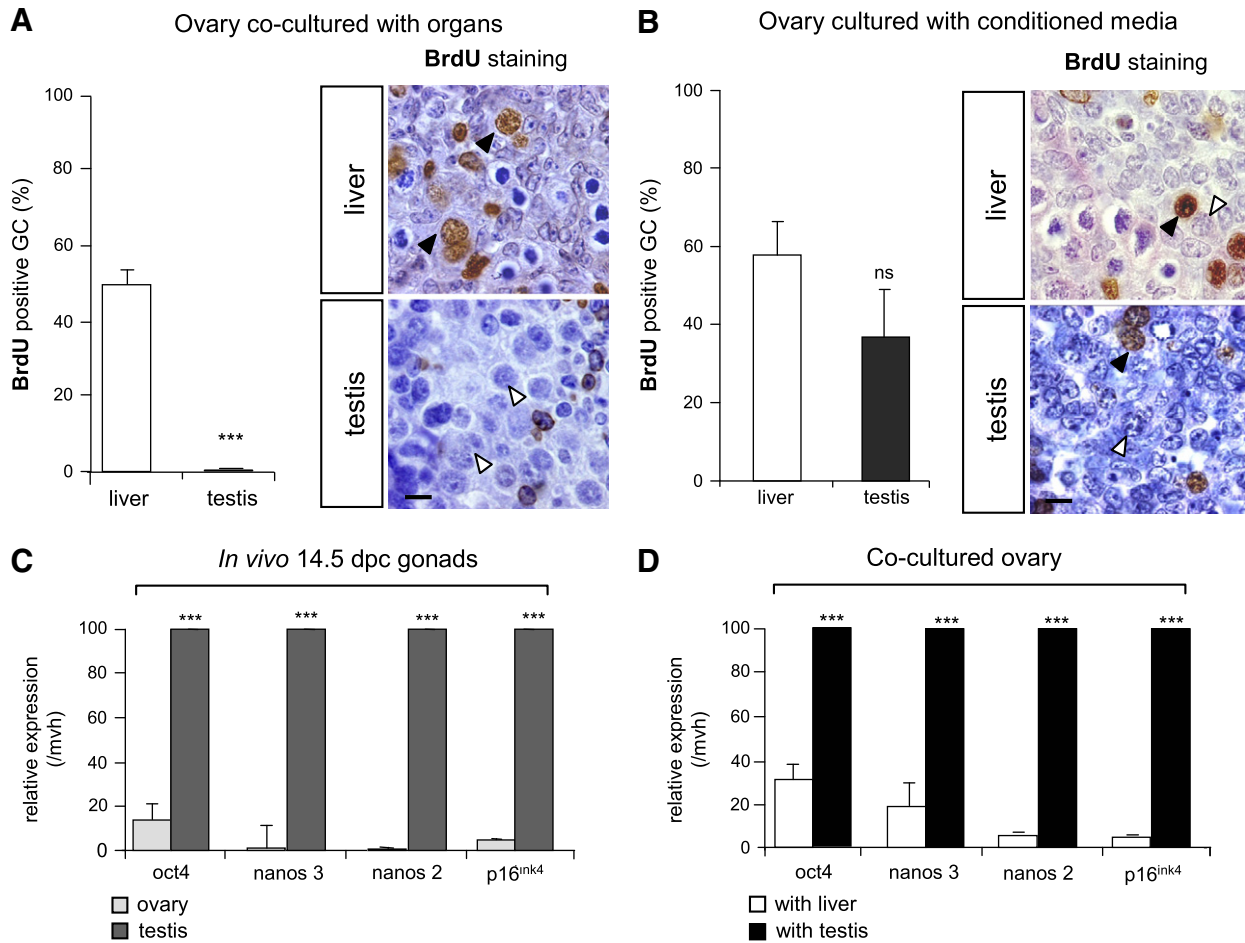 A
Ovary co-cultured with organs
BrdU staining
BrdU positive GC (%)
100
80
60
40
20
0
***
liver
testis
liver
testis
B
Ovary cultured with conditioned media
BrdU staining
BrdU positive GC (%)
100
80
60
40
20
0
ns
liver
testis
liver
testis
C
In vivo 14.5 dpc gonads
relative expression
(/mvh)
100
80
60
40
20
0
*** *** *** ***
oct4 nanos 3 nanos 2 p16ınk4
ovary
testis
D
Co-cultured ovary
relative expression
(/mvh)
100
80
60
40
20
0
*** *** *** ***
oct4 nanos 3 nanos 2 p16ink4
with liver
with testis